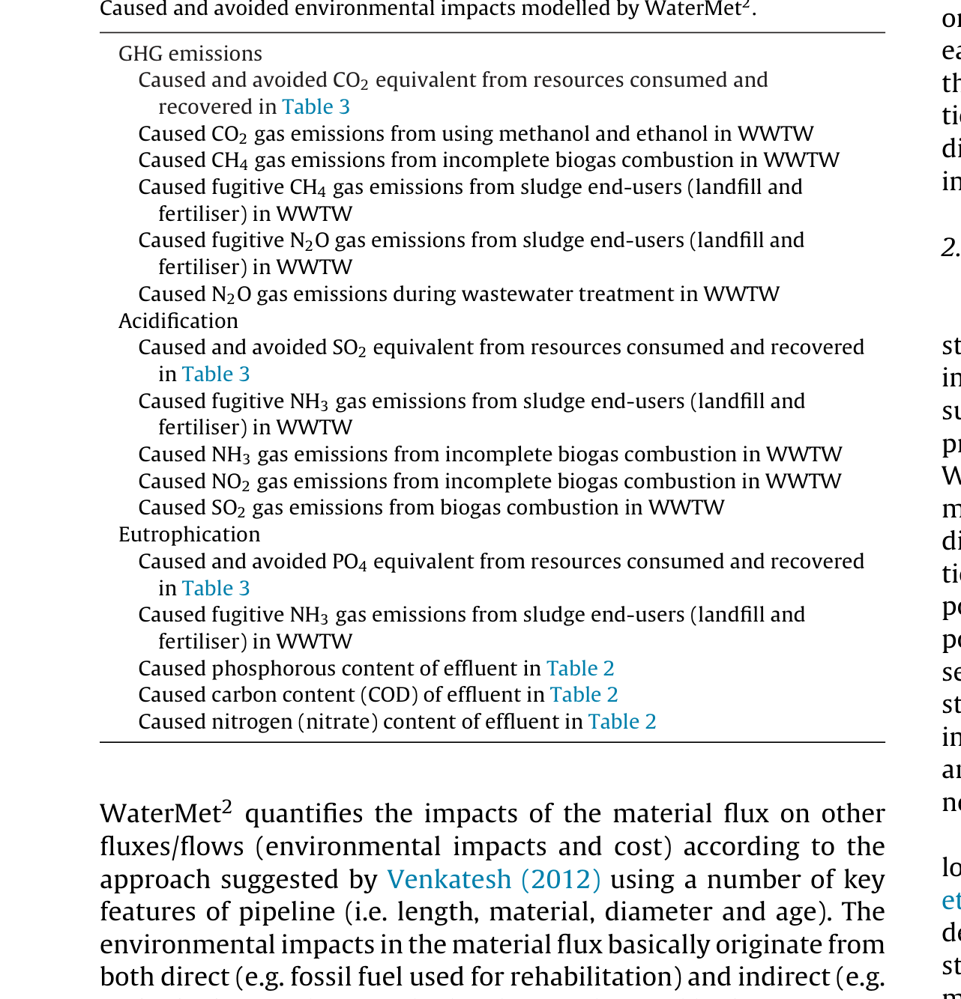 Caused and avoided environmental impacts modelled by WaterMet².
GHG emissions
Caused and avoided CO₂ equivalent from resources consumed and
recovered in Table 3
Caused CO₂ gas emissions from using methanol and ethanol in WWTW
Caused CH₄ gas emissions from incomplete biogas combustion in WWTW
Caused fugitive CH₄ gas emissions from sludge end-users (landfill and
fertiliser) in WWTW
Caused fugitive N₂O gas emissions from sludge end-users (landfill and
fertiliser) in WWTW
Caused N₂O gas emissions during wastewater treatment in WWTW
Acidification
Caused and avoided SO₂ equivalent from resources consumed and recovered
in Table 3
Caused fugitive NH₃ gas emissions from sludge end-users (landfill and
fertiliser) in WWTW
Caused NH₃ gas emissions from incomplete biogas combustion in WWTW
Caused NO₂ gas emissions from incomplete biogas combustion in WWTW
Caused SO₂ gas emissions from biogas combustion in WWTW
Eutrophication
Caused and avoided PO₄ equivalent from resources consumed and recovered
in Table 3
Caused fugitive NH₃ gas emissions from sludge end-users (landfill and
fertiliser) in WWTW
Caused phosphorous content of effluent in Table 2
Caused carbon content (COD) of effluent in Table 2
Caused nitrogen (nitrate) content of effluent in Table 2
WaterMet² quantifies the impacts of the material flux on other
fluxes/flows (environmental impacts and cost) according to the
approach suggested by Venkatesh (2012) using a number of key
features of pipeline (i.e. length, material, diameter and age). The
environmental impacts in the material flux basically originate from
both direct (e.g. fossil fuel used for rehabilitation) and indirect (e.g.
2.